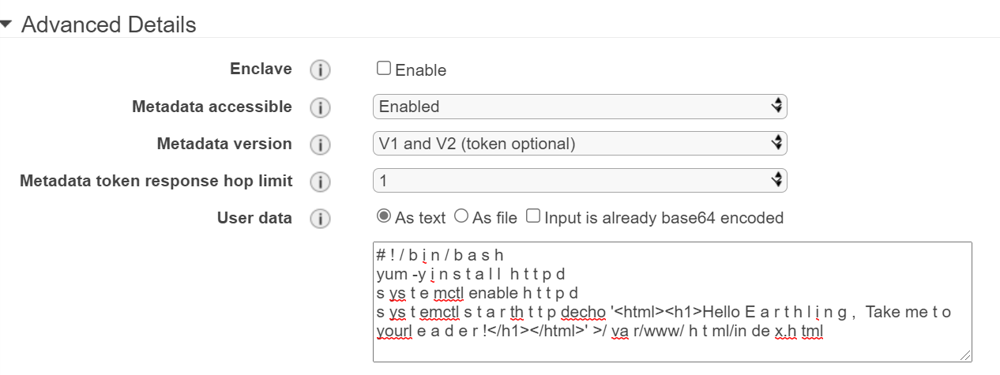 Advanced Details
Enclave Enable
Metadata accessible Enabled
Metadata version V1 and V2 (token optional)
Metadata token response hop limit 1
User data As text As file Input is already base64 encoded
# ! / b i n / b a s h
yum -y i n s t a l l h t t p d
s ys t e mctl enable h t t p d
s ys t emctl s t a r th t t p decho '<html><h1>Hello E a r t h l i n g , Take me t o
yourl e a d e r !</h1></html>' >/ va r/www/ h t ml/in de x.h tml